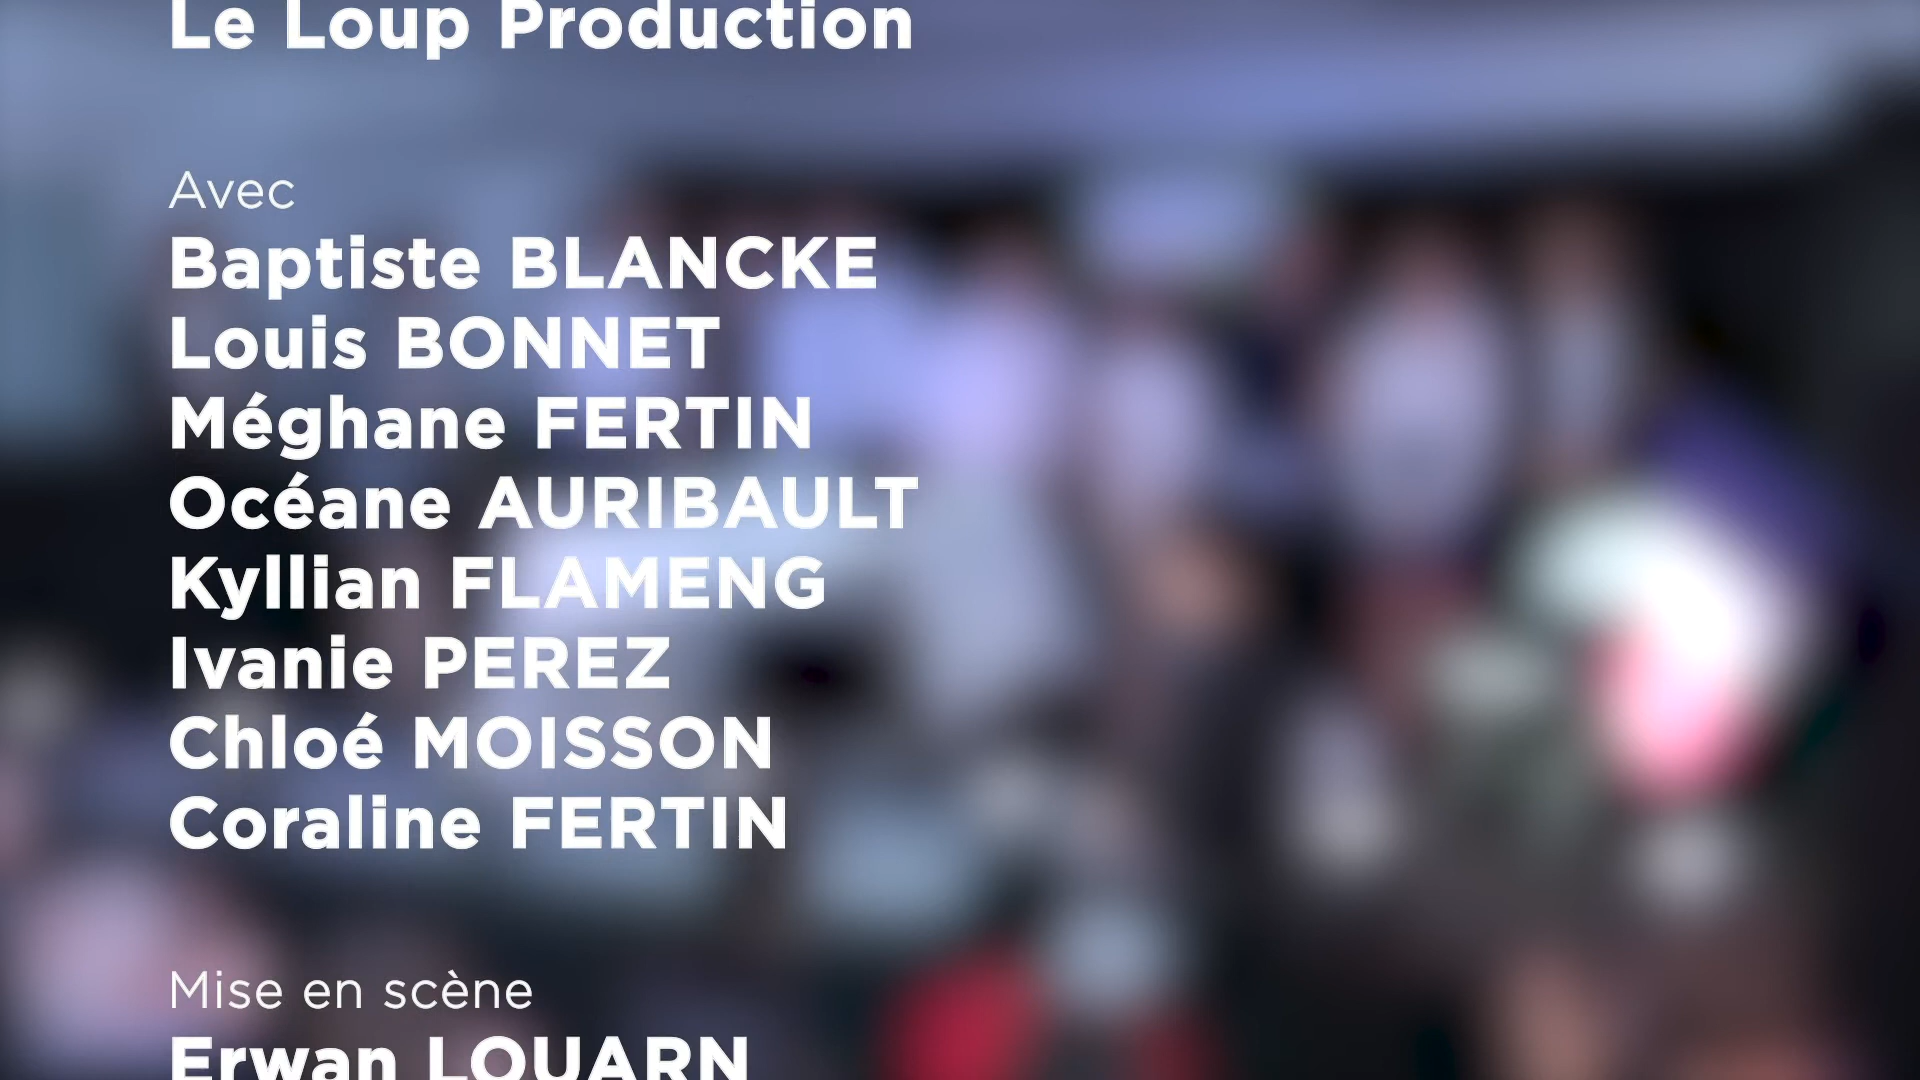 Le Loup Production
Avec
Baptiste BLANCKE
Louis BONNET
Méghane FERTIN
Océane AURIBAULT
Kyllian FLAMENG
Ivanie PEREZ
Chloé MOISSON
Coraline FERTIN
Mise en scène
Erwan LOUARN